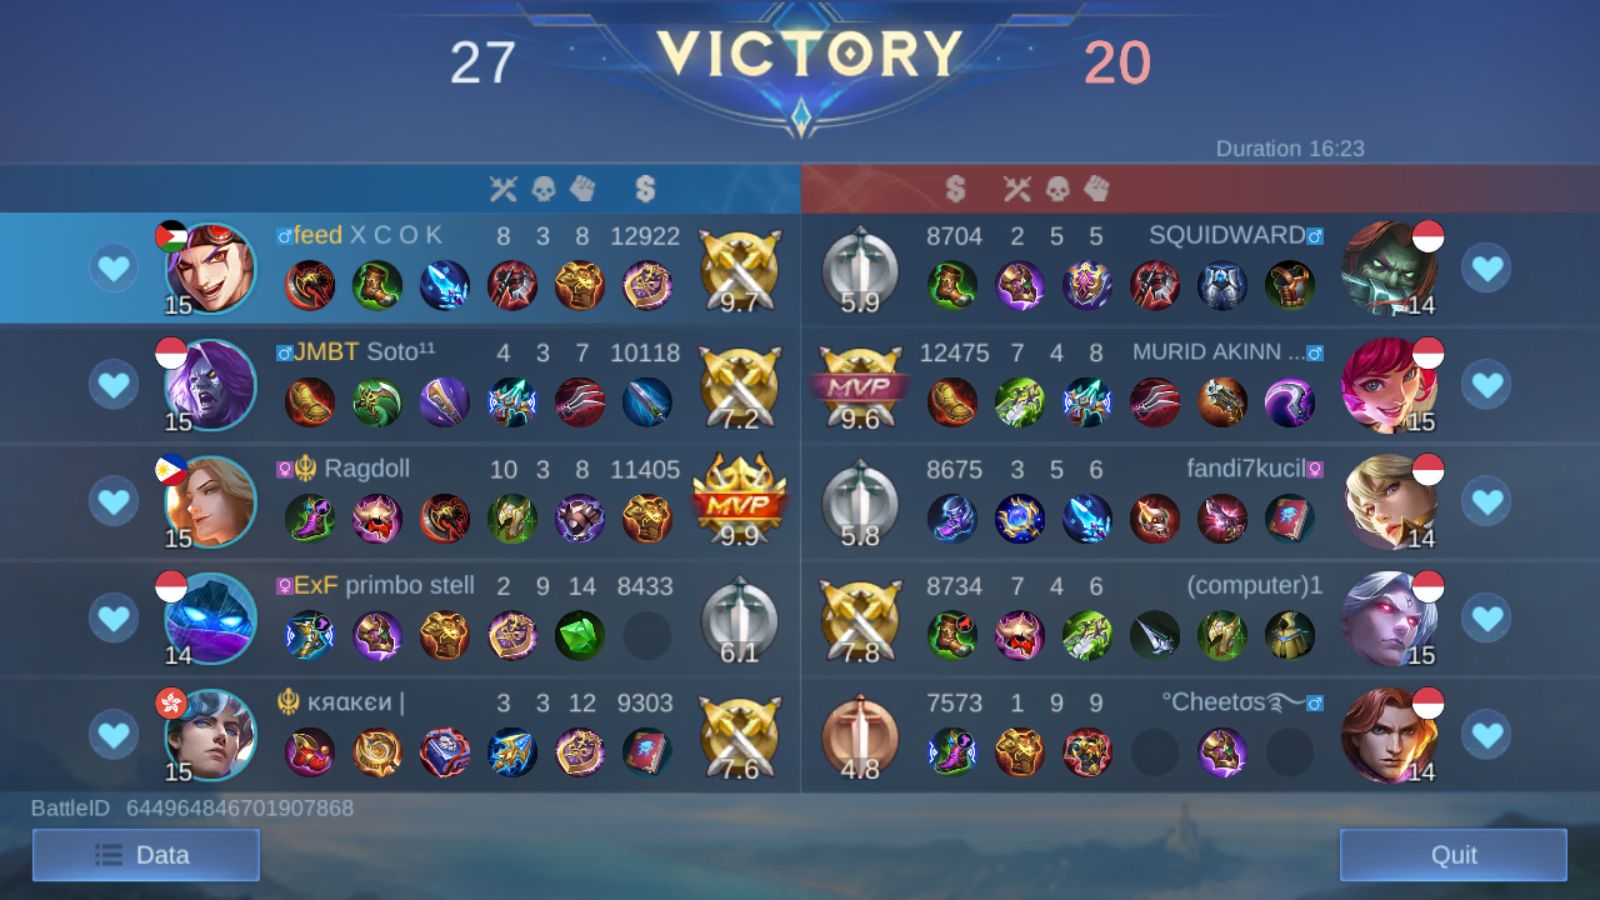 27 VICTORY 20
Duration 16:23
feed X C O K 8 3 8 12922 9.7 15
5.9 8704 2 5 5 SQUIDWARD 14
JMBT Soto¹¹ 4 3 7 10118 7.2 15
MVP 9.6 12475 7 4 8 MURID AKINN ... 15
Ragdoll 10 3 8 11405 MVP 9.9 15
5.8 8675 3 5 6 fandi7kucil 14
ExF primbo stell 2 9 14 8433 6.1 14
7.8 8734 7 4 6 (computer)1 15
кяαкєи | 3 3 12 9303 7.6 15
4.8 7573 1 9 9 °Cheetσs 14
BattleID 644964846701907868
Data
Quit